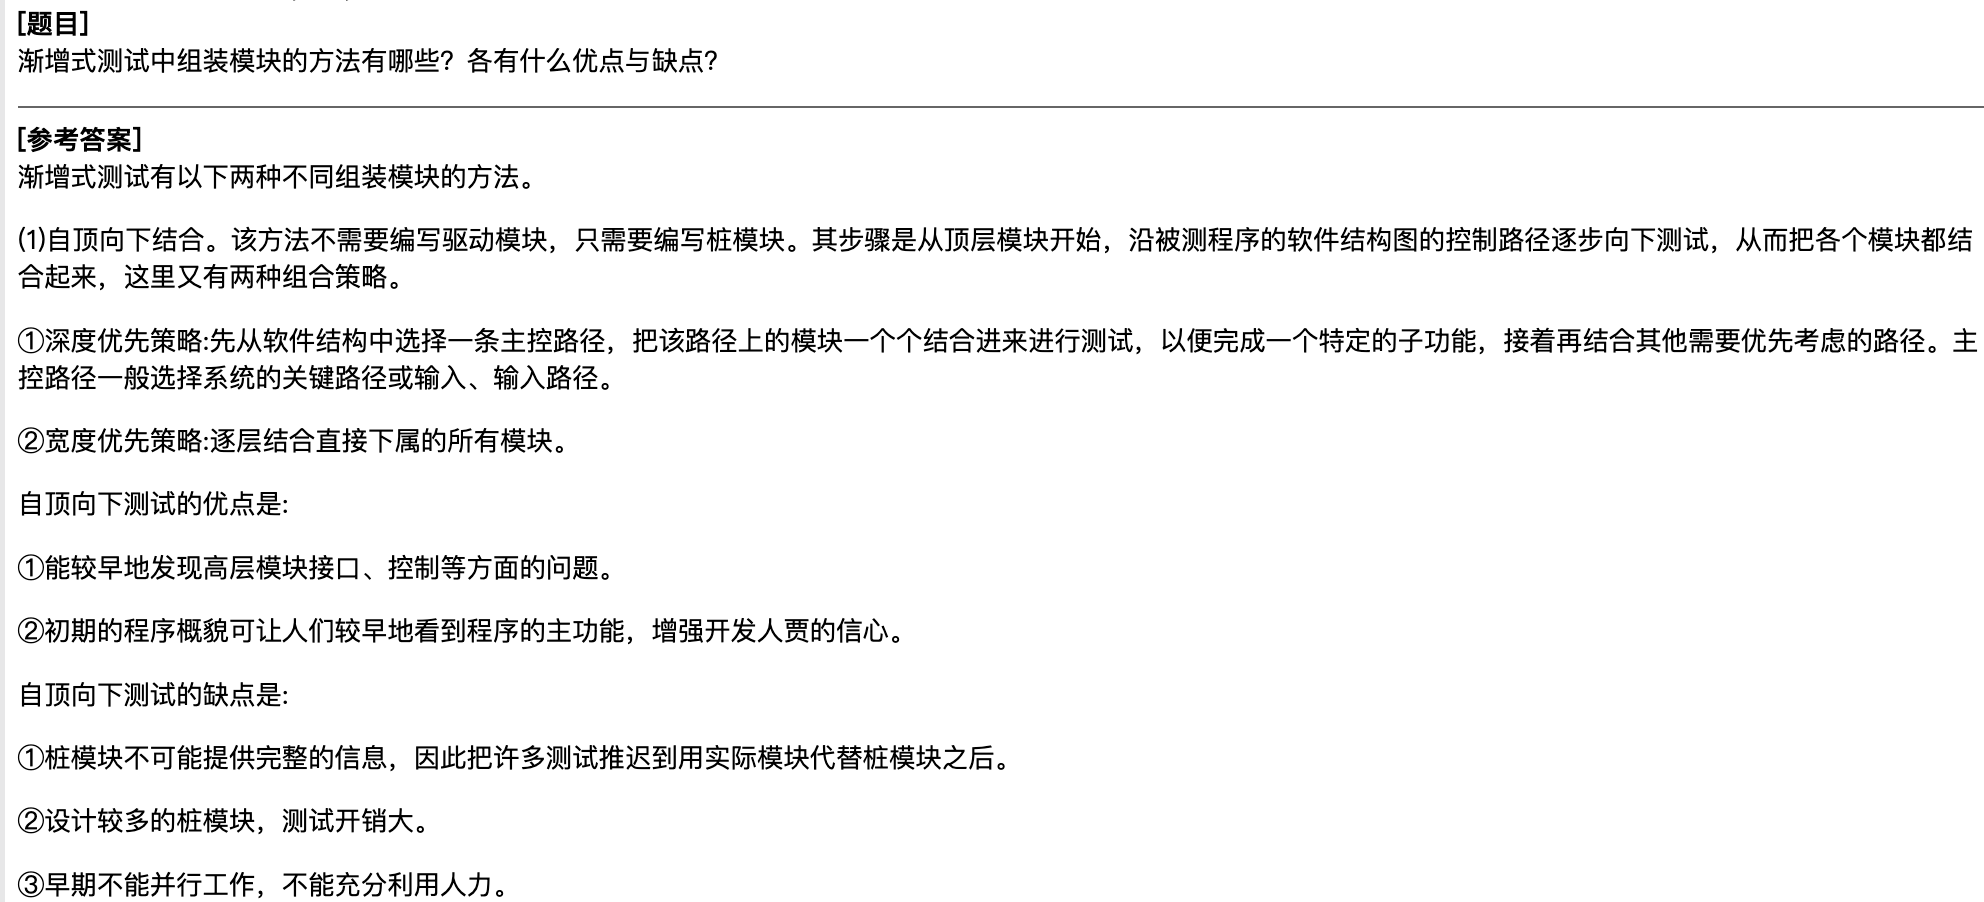 [题目]
渐增式测试中组装模块的方法有哪些？各有什么优点与缺点？
[参考答案]
渐增式测试有以下两种不同组装模块的方法。
(1)自顶向下结合。该方法不需要编写驱动模块，只需要编写桩模块。其步骤是从顶层模块开始，沿被测程序的软件结构图的控制路径逐步向下测试，从而把各个模块都结
合起来，这里又有两种组合策略。
①深度优先策略:先从软件结构中选择一条主控路径，把该路径上的模块一个个结合进来进行测试，以便完成一个特定的子功能，接着再结合其他需要优先考虑的路径。主
控路径一般选择系统的关键路径或输入、输入路径。
②宽度优先策略:逐层结合直接下属的所有模块。
自顶向下测试的优点是:
①能较早地发现高层模块接口、控制等方面的问题。
②初期的程序概貌可让人们较早地看到程序的主功能，增强开发人贾的信心。
自顶向下测试的缺点是:
①桩模块不可能提供完整的信息，因此把许多测试推迟到用实际模块代替桩模块之后。
②设计较多的桩模块，测试开销大。
③早期不能并行工作，不能充分利用人力。